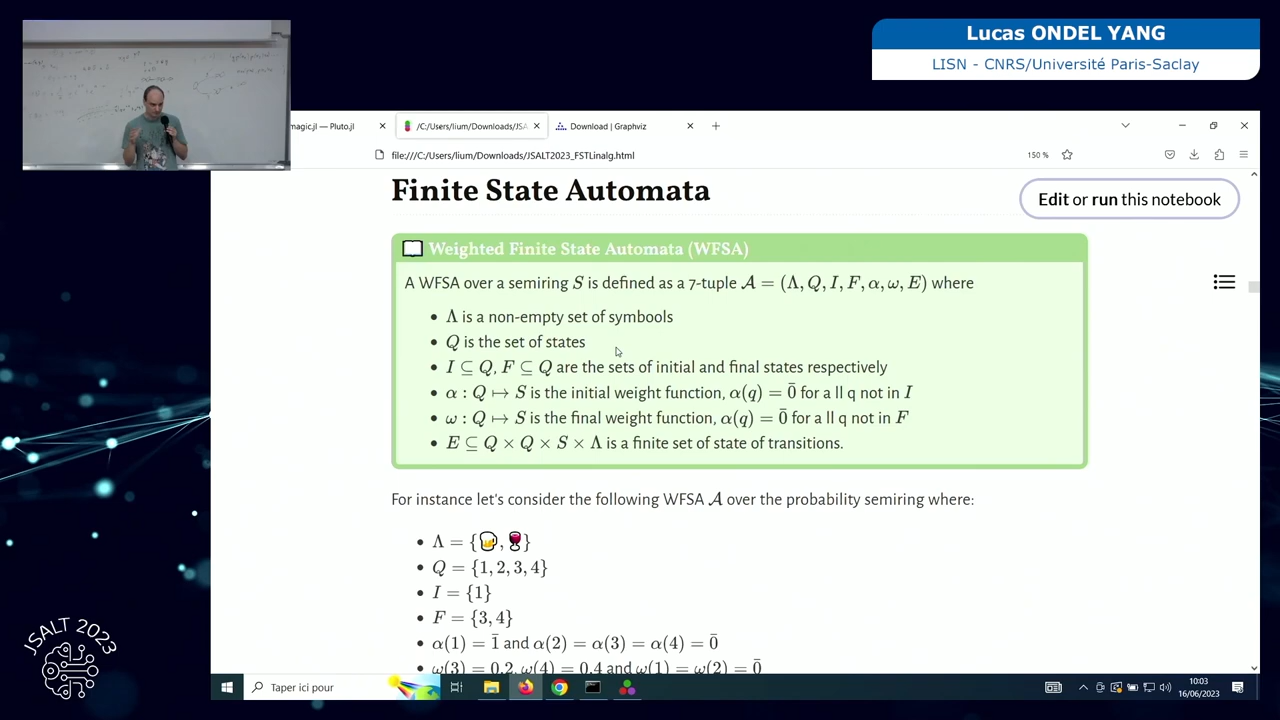 Lucas ONDEL YANG
LISN - CNRS/Université Paris-Saclay
magic.jl — Pluto.jl
/C:/Users/lium/Downloads/JSA
Download | Graphviz
file:///C:/Users/lium/Downloads/JSALT2023_FSTLinalg.html
150 %
Finite State Automata
Edit or run this notebook
Weighted Finite State Automata (WFSA)
A WFSA over a semiring S is defined as a 7-tuple 𝒜 = (Λ, Q, I, F, α, ω, E) where
• Λ is a non-empty set of symbools
• Q is the set of states
• I ⊆ Q, F ⊆ Q are the sets of initial and final states respectively
• α : Q ↦ S is the initial weight function, α(q) = 0̄ for a ll q not in I
• ω : Q ↦ S is the final weight function, α(q) = 0̄ for a ll q not in F
• E ⊆ Q × Q × S × Λ is a finite set of state of transitions.
For instance let's consider the following WFSA 𝒜 over the probability semiring where:
• Λ = {🍺, 🍷}
• Q = {1, 2, 3, 4}
• I = {1}
• F = {3, 4}
• α(1) = 1̄ and α(2) = α(3) = α(4) = 0̄
• ω(3) = 0.2, ω(4) = 0.4 and ω(1) = ω(2) = 0̄
JSALT 2023
Taper ici pour
10:03
16/06/2023